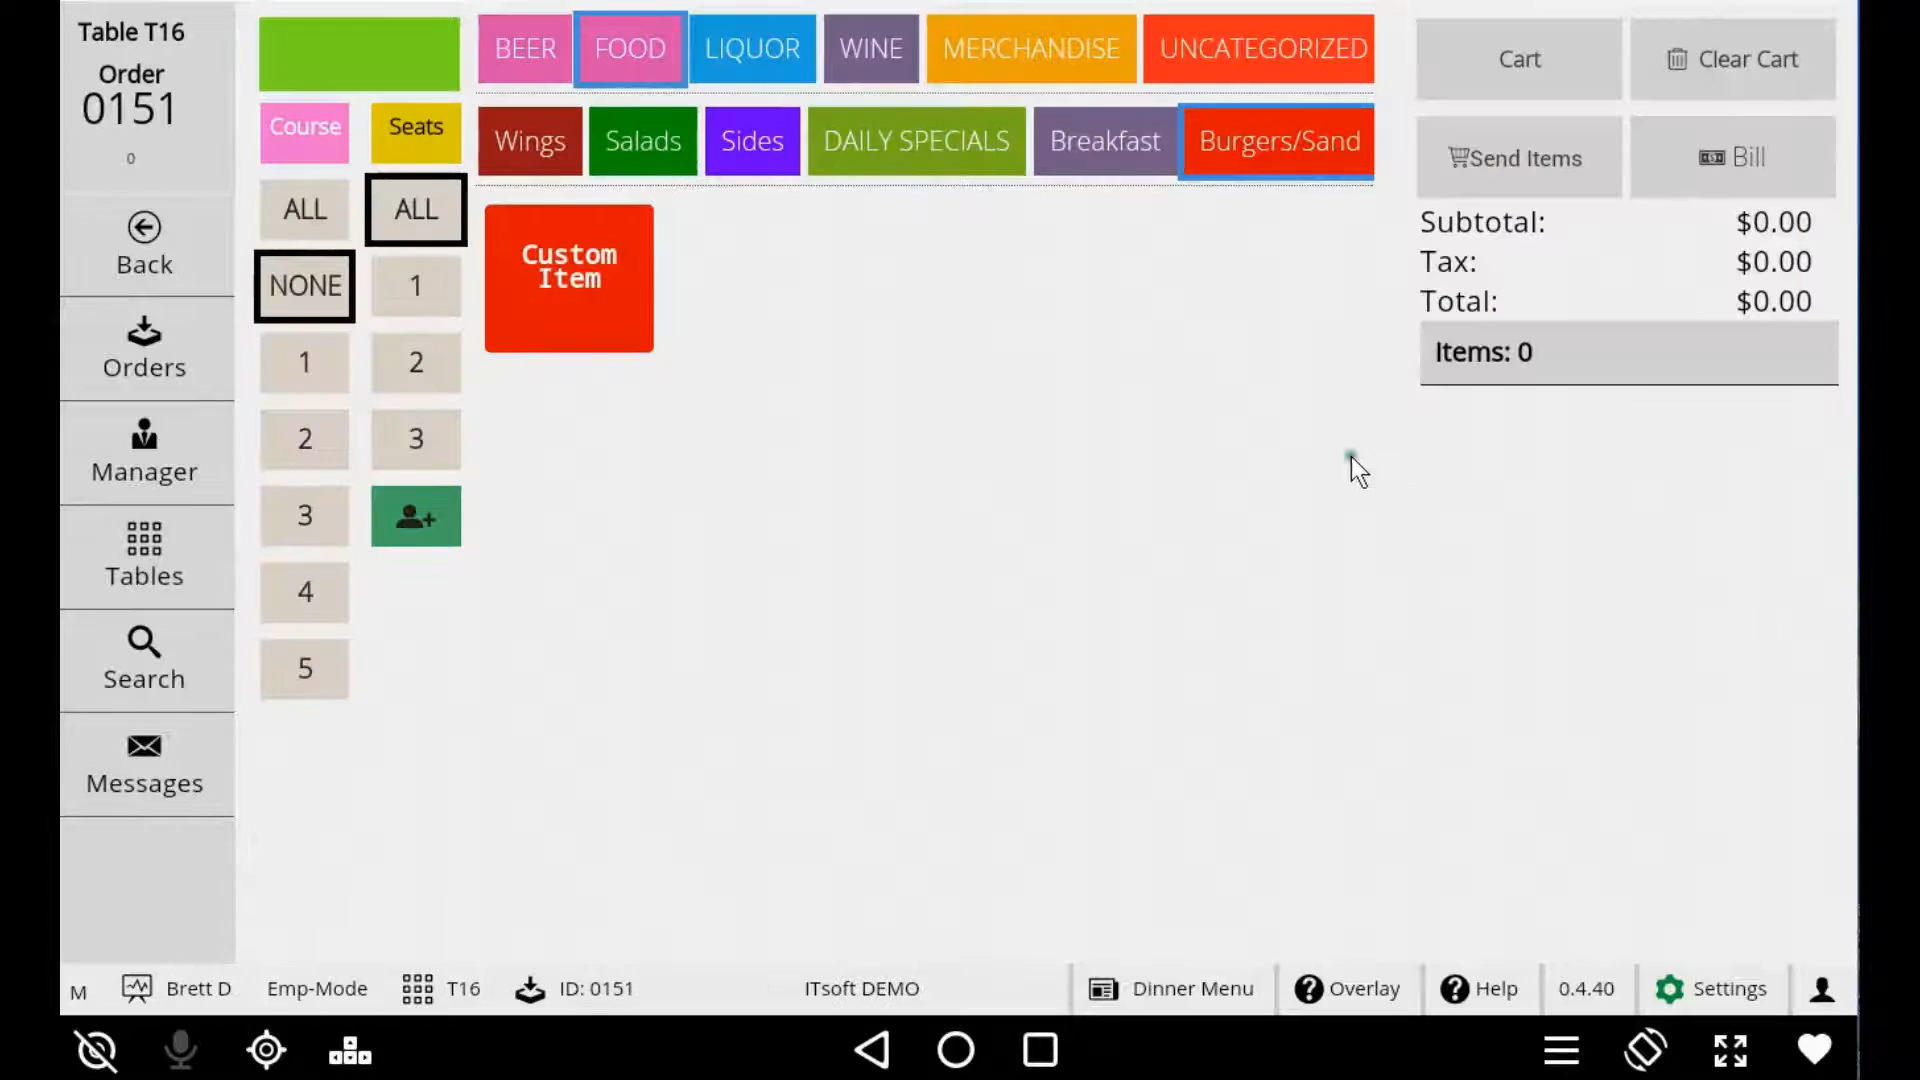 Table T16
Order
0151
0
Back
Orders
Manager
Tables
Search
Messages
Course
Seats
ALL
ALL
NONE
1
1
2
2
3
3
4
5
BEER
FOOD
LIQUOR
WINE
MERCHANDISE
UNCATEGORIZED
Wings
Salads
Sides
DAILY SPECIALS
Breakfast
Burgers/Sand
Custom
Item
Cart
Clear Cart
Send Items
Bill
Subtotal: $0.00
Tax: $0.00
Total: $0.00
Items: 0
M
Brett D
Emp-Mode
T16
ID: 0151
ITsoft DEMO
Dinner Menu
Overlay
Help
0.4.40
Settings